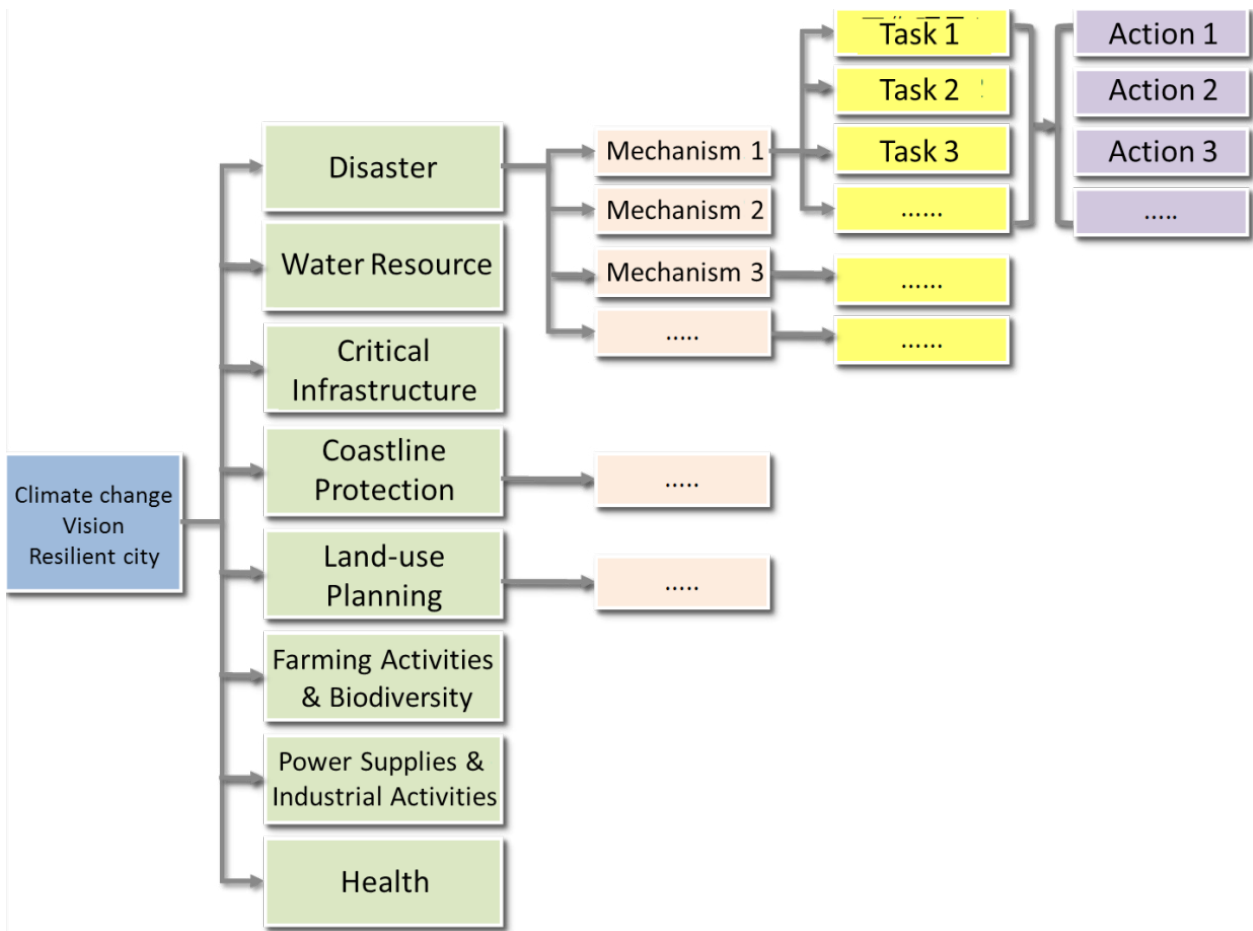 Climate change
Vision
Resilient city
Disaster
Water Resource
Critical
Infrastructure
Coastline
Protection
Land-use
Planning
Farming Activities
& Biodiversity
Power Supplies &
Industrial Activities
Health
Mechanism 1
Mechanism 2
Mechanism 3
.....
.....
.....
Task 1
Task 2
Task 3
......
......
......
Action 1
Action 2
Action 3
.....